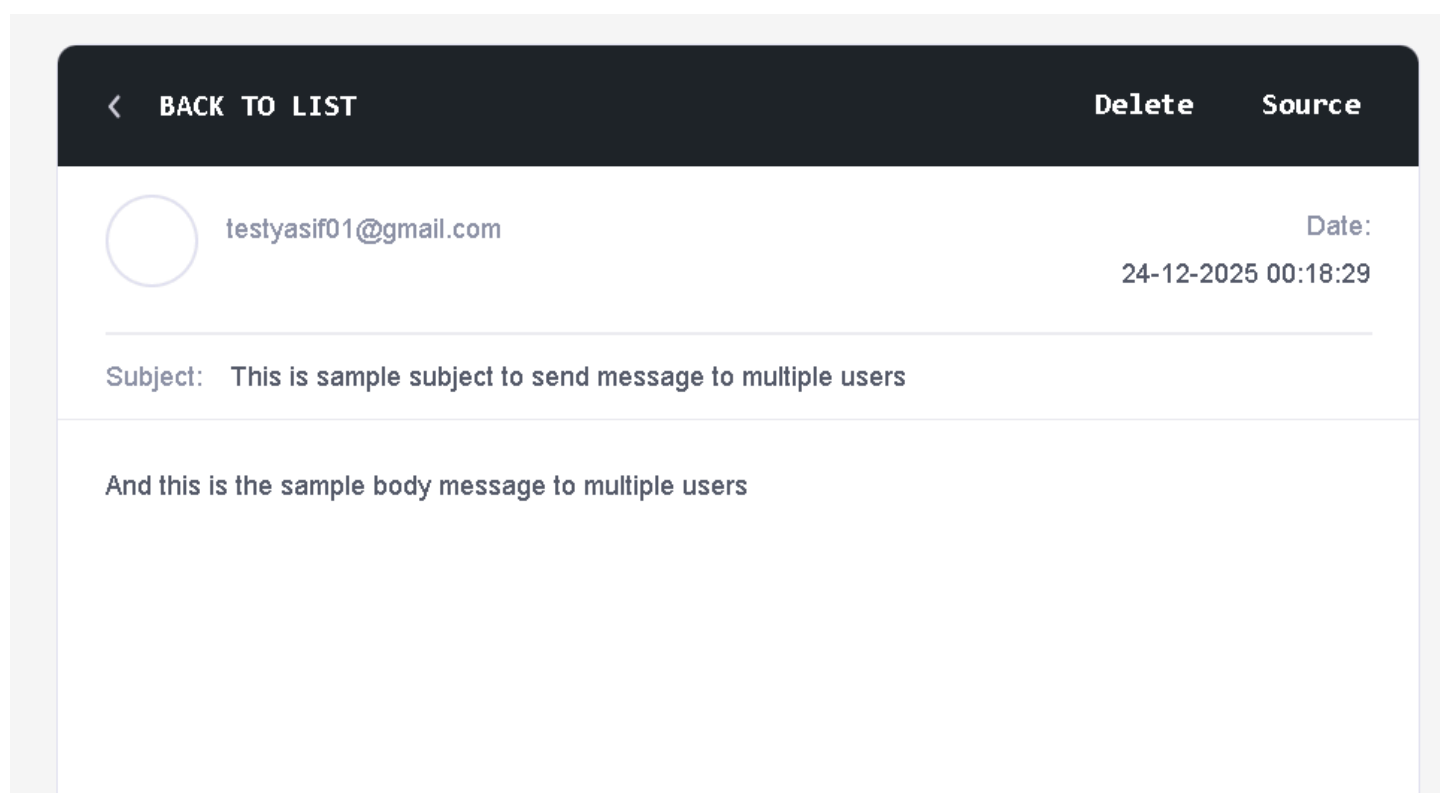 BACK TO LIST Delete Source
testyasif01@gmail.com
Date:
24-12-2025 00:18:29
Subject: This is sample subject to send message to multiple users
And this is the sample body message to multiple users